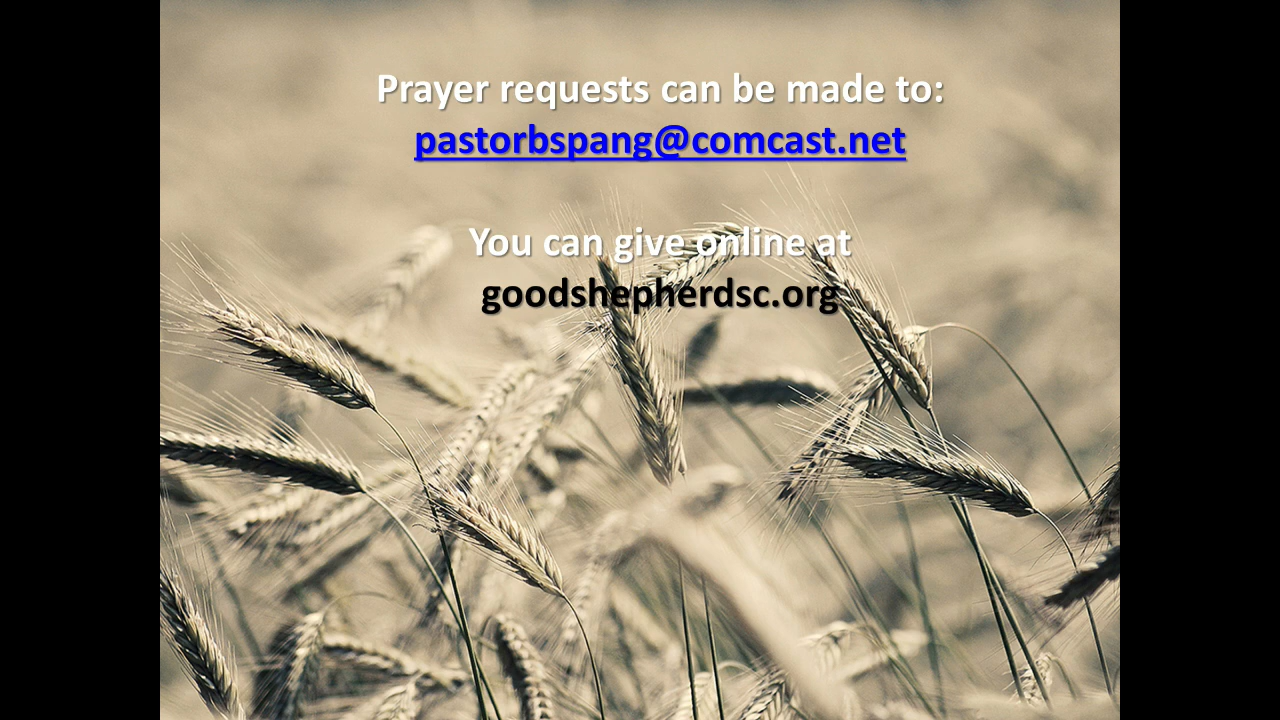 Prayer requests can be made to:
pastorbspang@comcast.net
You can give online at
goodshepherdsc.org